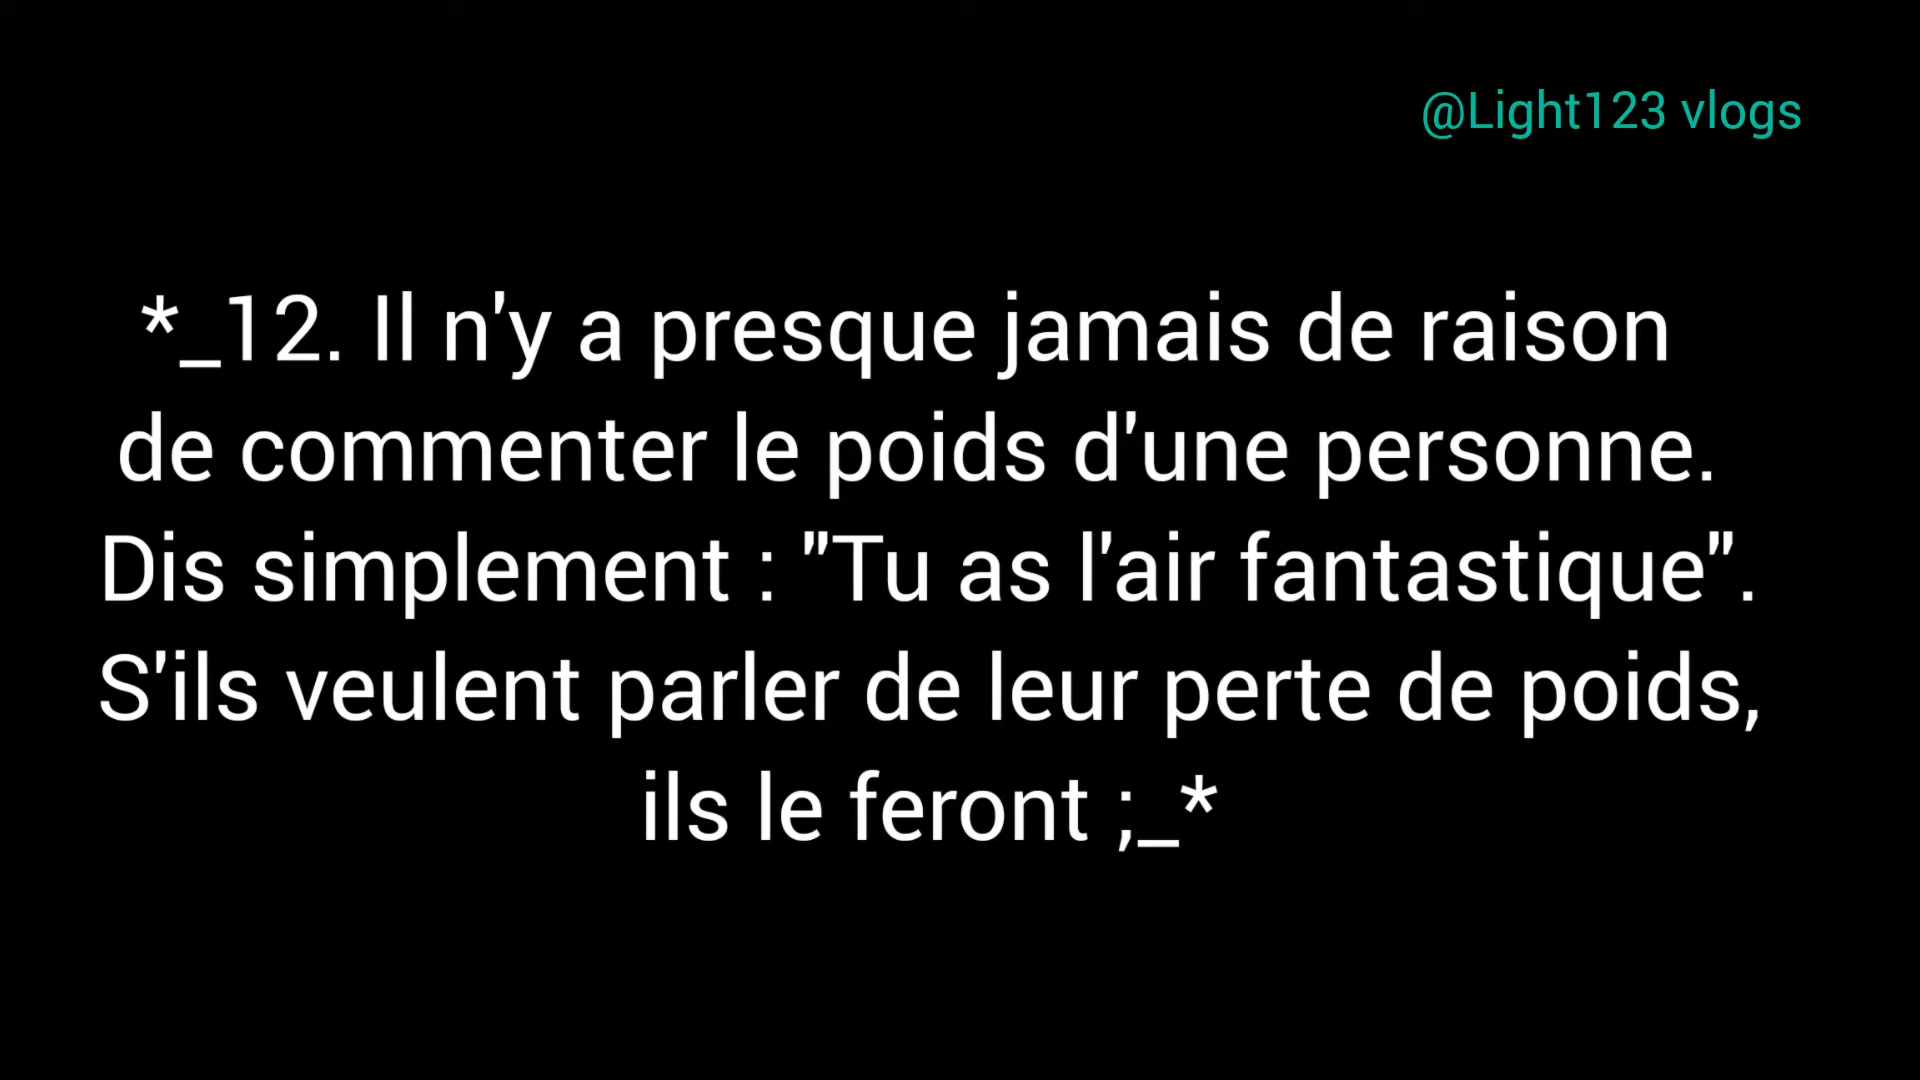 @Light123 vlogs
*_12. Il n'y a presque jamais de raison
de commenter le poids d'une personne.
Dis simplement : "Tu as l'air fantastique".
S'ils veulent parler de leur perte de poids,
ils le feront ;_*